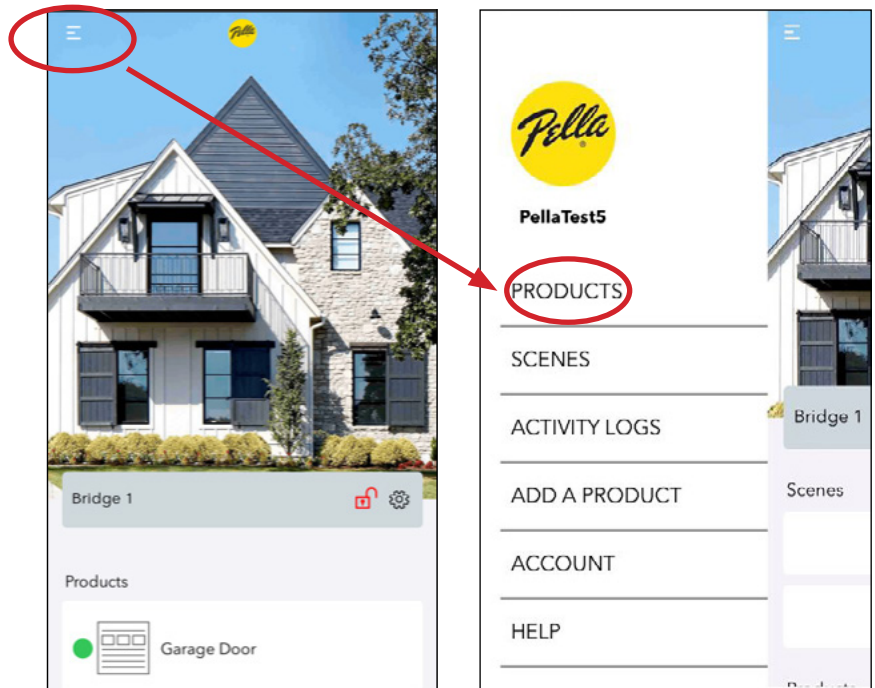 Pella
Bridge 1
Products
Garage Door
Pella
PellaTest5
PRODUCTS
SCENES
ACTIVITY LOGS
ADD A PRODUCT
ACCOUNT
HELP
Bridge 1
Scenes